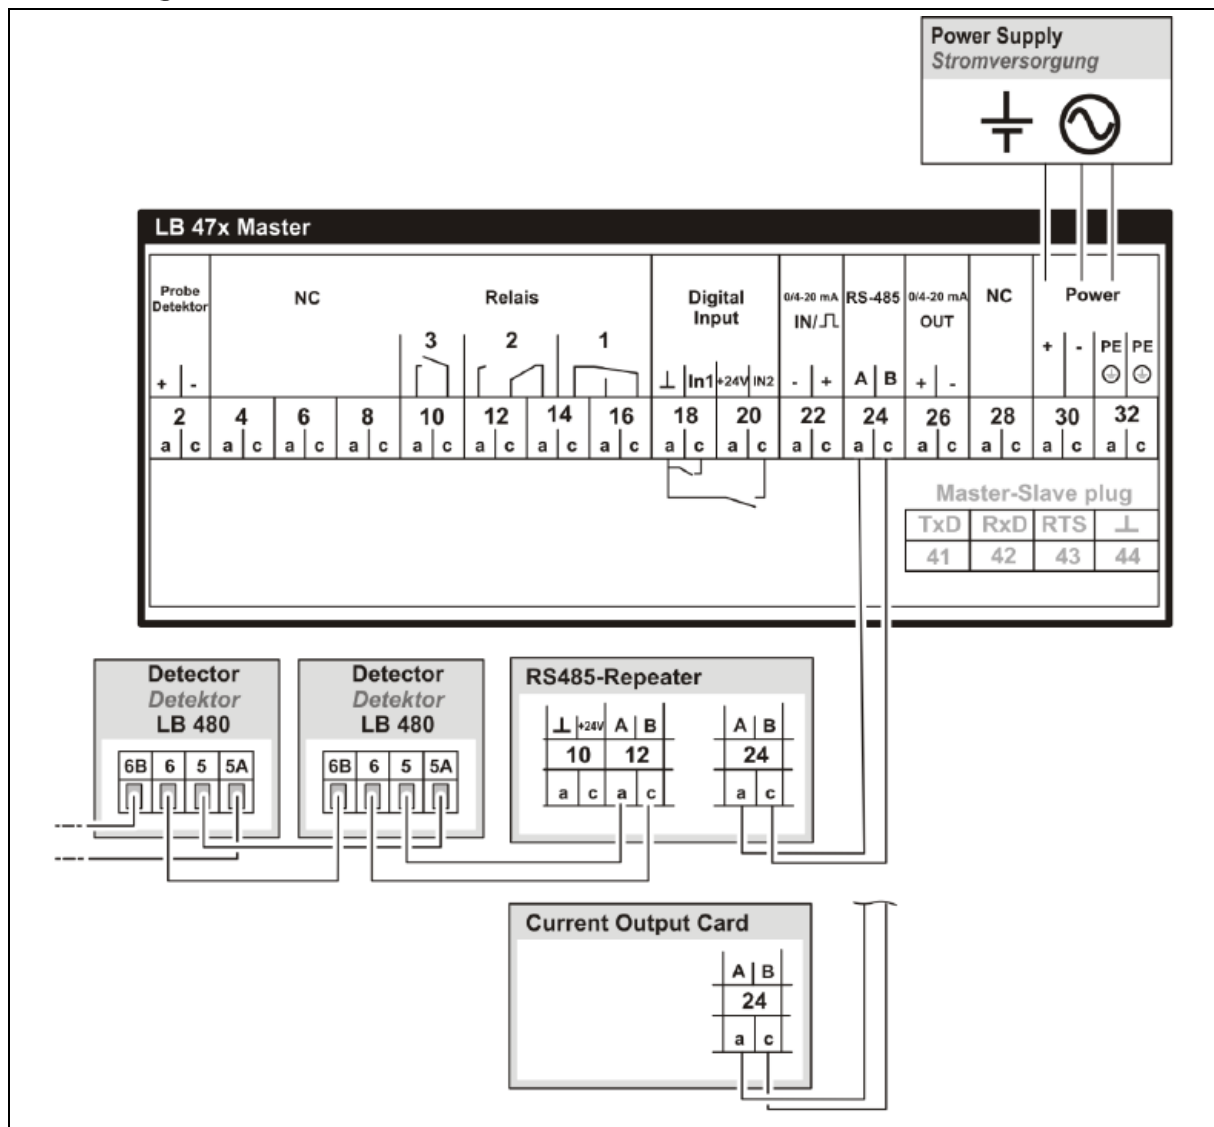 Power Supply
Stromversorgung
LB 47x Master
Probe
Detektor
NC
Relais
Digital
Input
0/4-20 mA
IN/
RS-485
0/4-20 mA
OUT
NC
Power
3 2 1
+ -
⊥ In1 +24V IN2
- +
A B
+ -
+ - PE PE
2 4 6 8 10 12 14 16 18 20 22 24 26 28 30 32
a c a c a c a c a c a c a c a c a c a c a c a c a c a c a c a c
Master-Slave plug
TxD RxD RTS ⊥
41 42 43 44
Detector
Detektor
LB 480
6B 6 5 5A
Detector
Detektor
LB 480
6B 6 5 5A
RS485-Repeater
⊥ +24V A B A B
10 12 24
a c a c a c
Current Output Card
A B
24
a c